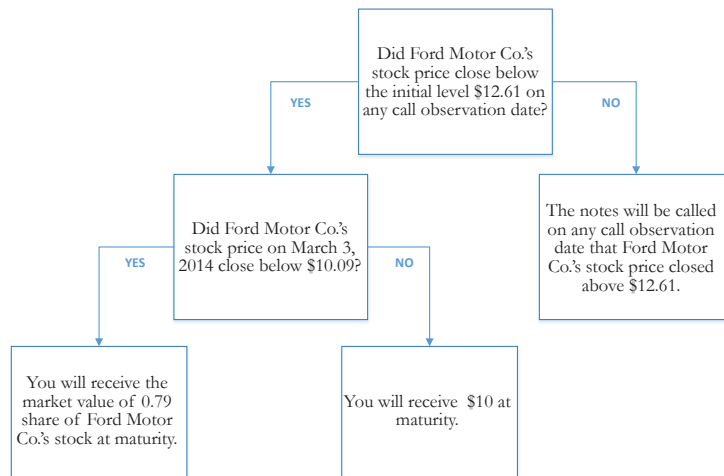 Did Ford Motor Co.'s
stock price close below
the initial level $12.61 on
any call observation date?
YES
NO
Did Ford Motor Co.'s
stock price on March 3,
2014 close below $10.09?
The notes will be called
on any call observation
date that Ford Motor
Co.'s stock price closed
above $12.61.
YES
NO
You will receive the
market value of 0.79
share of Ford Motor
Co.'s stock at maturity.
You will receive $10 at
maturity.